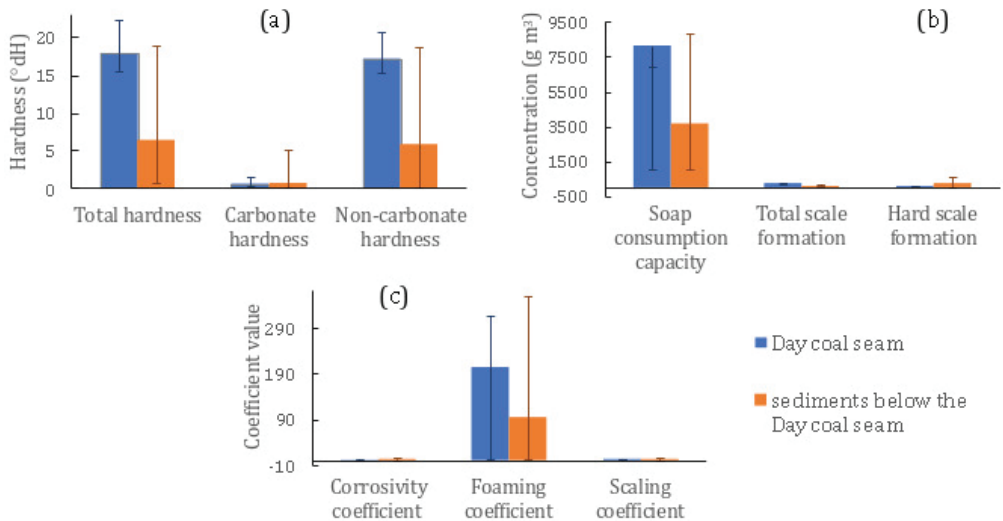 (a)
Hardness (°dH)
20
15
10
5
0
Total hardness
Carbonate
hardness
Non-carbonate
hardness
(b)
Concentration (g m³)
9500
7500
5500
3500
1500
-500
Soap
consumption
capacity
Total scale
formation
Hard scale
formation
(c)
Coefficient value
290
190
90
-10
Corrosivity
coefficient
Foaming
coefficient
Scaling
coefficient
Day coal seam
sediments below the
Day coal seam